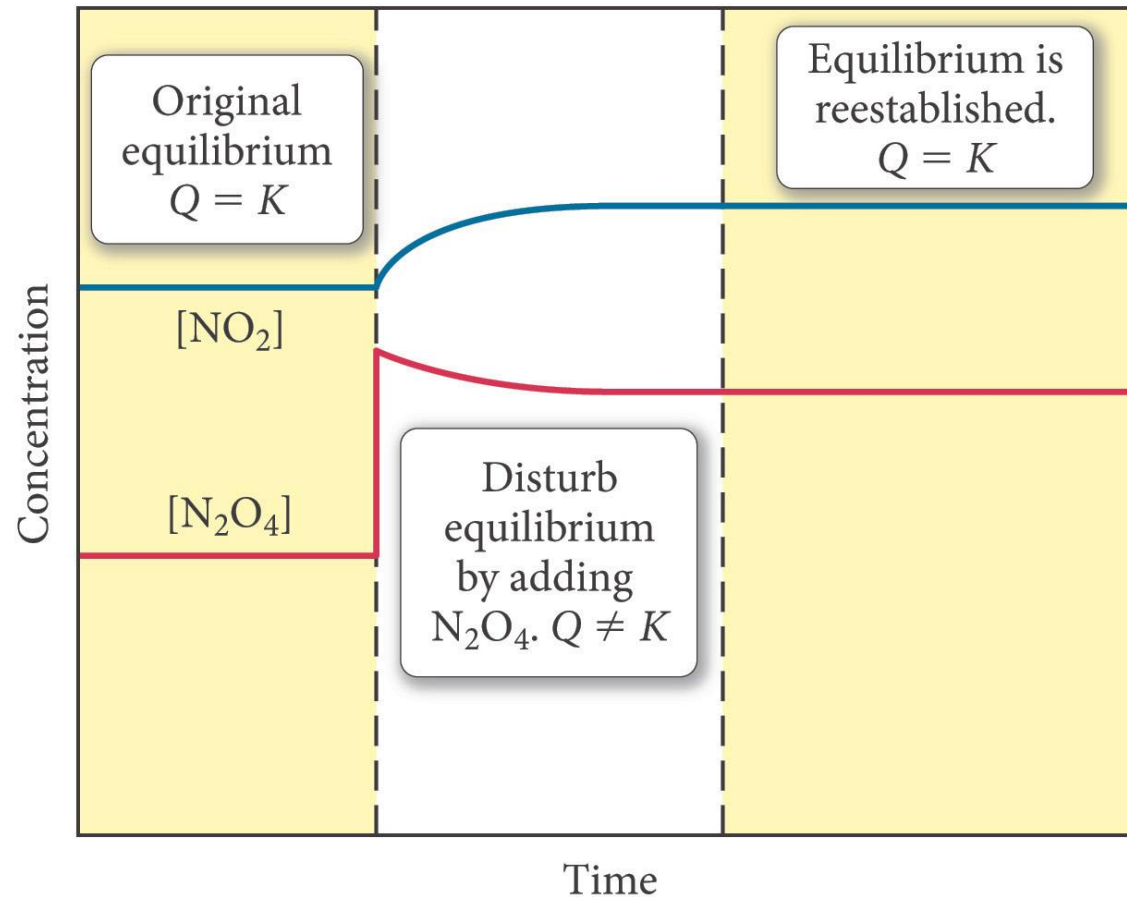 Original
equilibrium
Q = K
Equilibrium is
reestablished.
Q = K
[NO₂]
[N₂O₄]
Disturb
equilibrium
by adding
N₂O₄. Q ≠ K
Concentration
Time